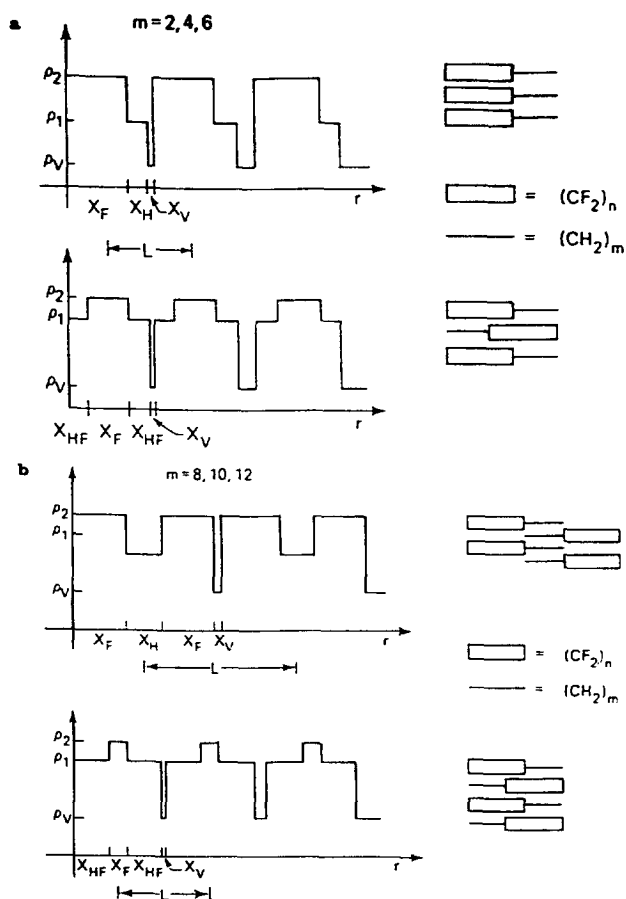 a
m = 2, 4, 6
ρ2
ρ1
ρV
r
XF XH XV
L
= (CF2)n
= (CH2)m
ρ2
ρ1
ρV
r
XHF XF XHF XV
b
m = 8, 10, 12
ρ2
ρ1
ρV
XF XH XF XV r
L
= (CF2)n
= (CH2)m
ρ2
ρ1
ρV
XHF XF XHF XV r
L